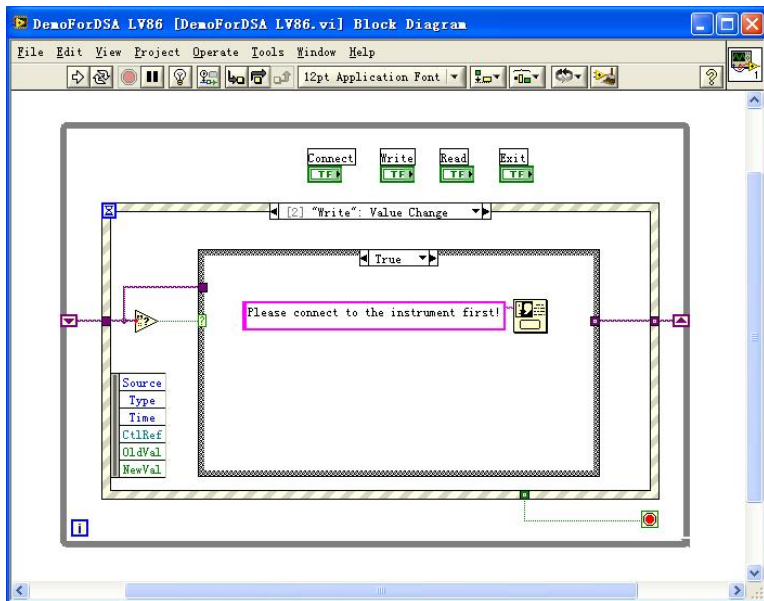 DemoForDSA LV86 [DemoForDSA LV86.vi] Block Diagram
File Edit View Project Operate Tools Window Help
12pt Application Font
?
1
Connect Write Read Exit
TF TF TF TF
[2] "Write": Value Change
True
?
?
Please connect to the instrument first!
Source
Type
Time
CtlRef
OldVal
NewVal
i